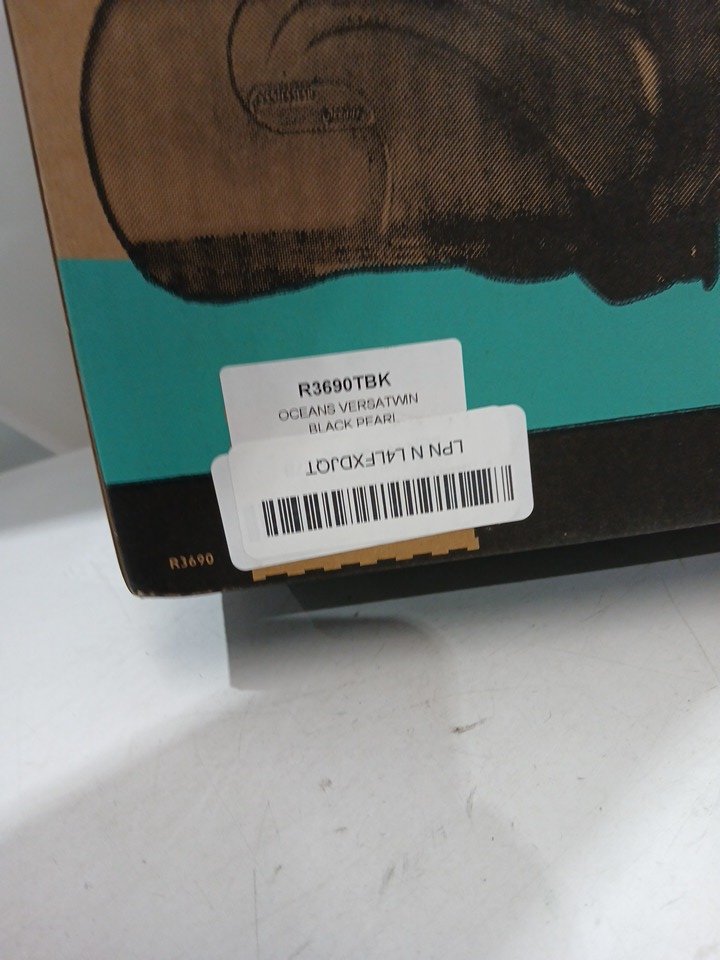 R3690TBK
OCEANS VERSATWIN
BLACK PEARL
LPN N L4LFXDJQT
R3690